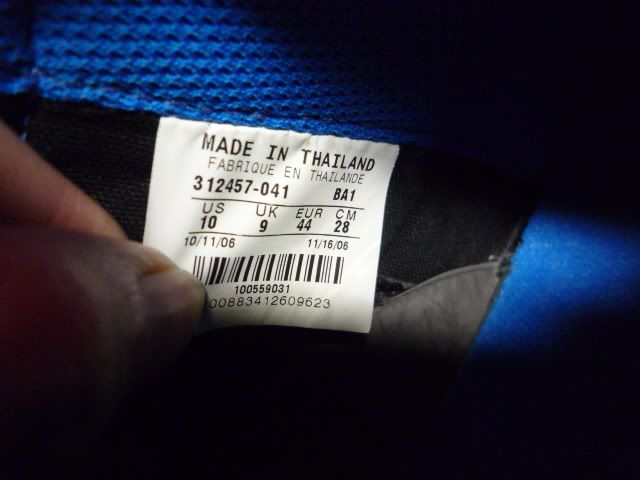 MADE IN THAILAND
FABRIQUE EN THAILANDE
312457-041 BA1
US UK EUR CM
10 9 44 28
10/11/06 11/16/06
100559031
00883412609623